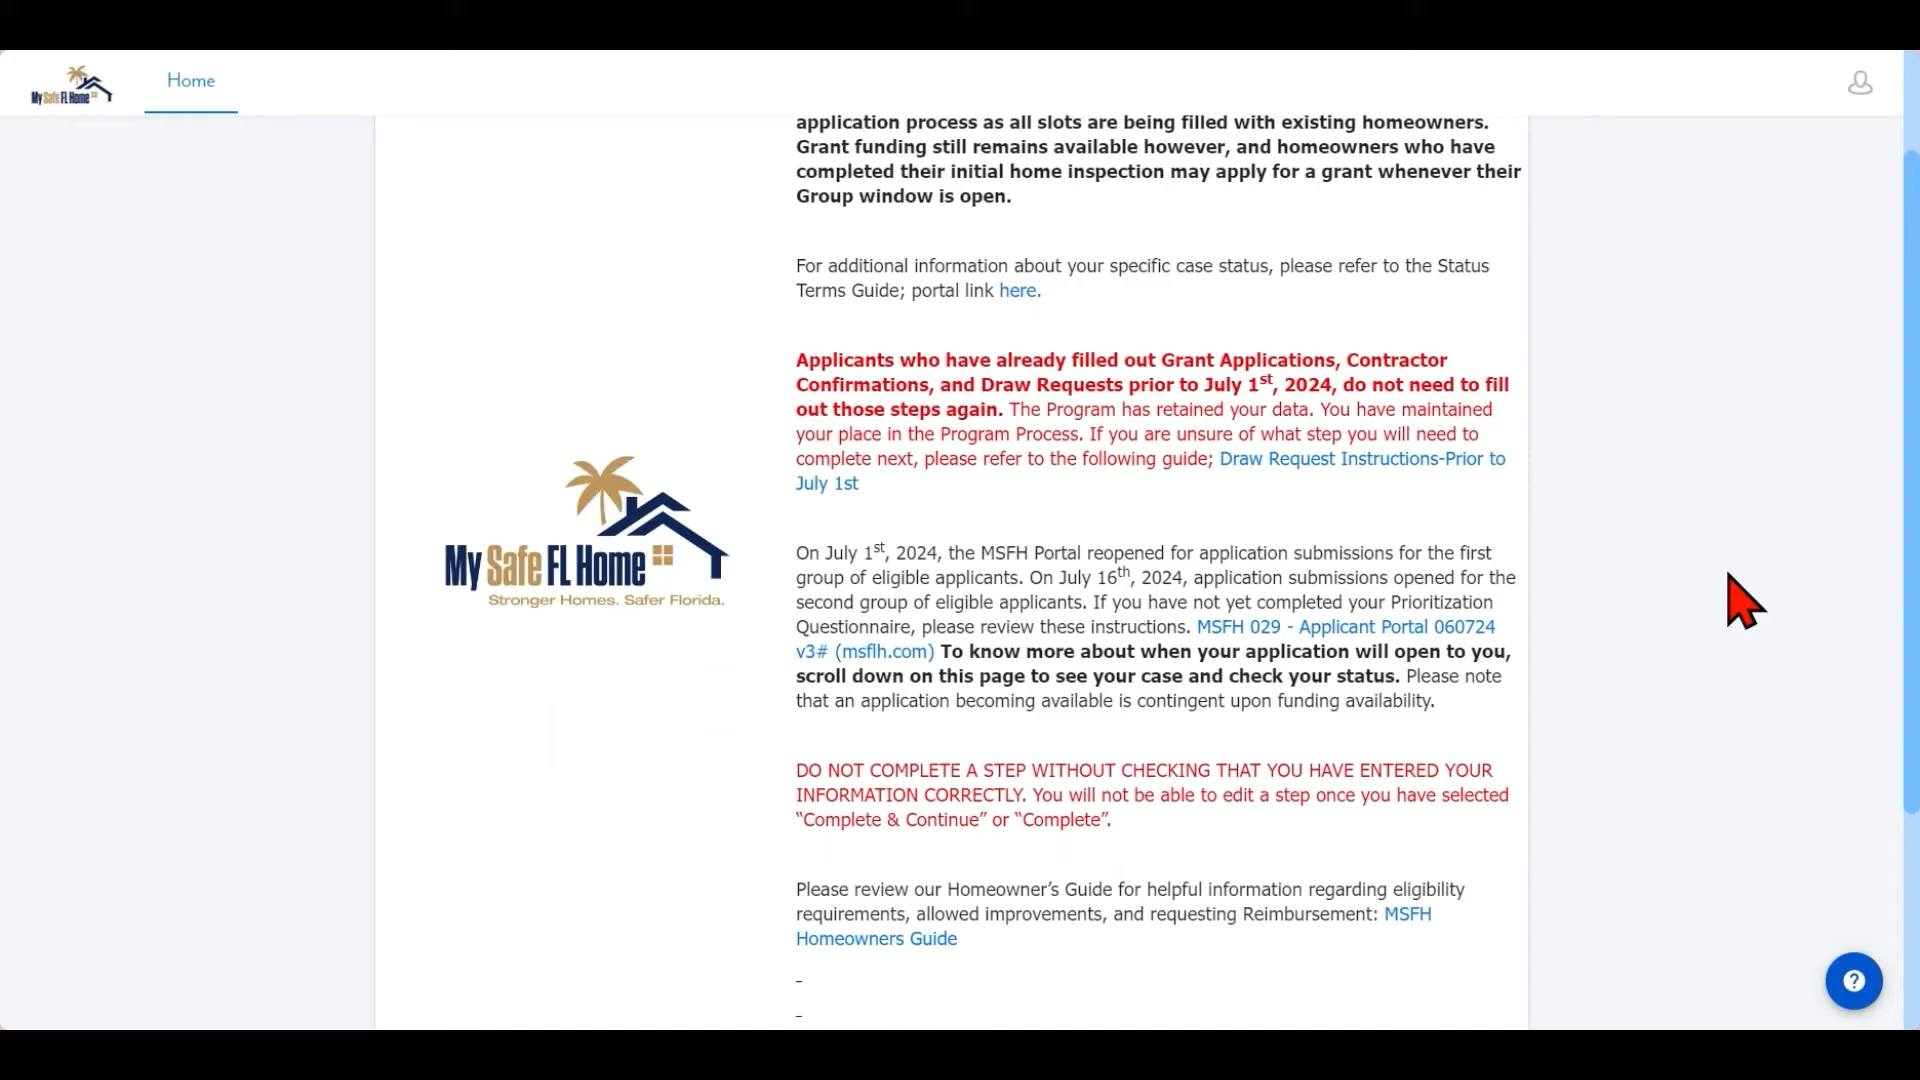 My Safe FL Home
Home
application process as all slots are being filled with existing homeowners.
Grant funding still remains available however, and homeowners who have
completed their initial home inspection may apply for a grant whenever their
Group window is open.
For additional information about your specific case status, please refer to the Status
Terms Guide; portal link here.
Applicants who have already filled out Grant Applications, Contractor
Confirmations, and Draw Requests prior to July 1st, 2024, do not need to fill
out those steps again. The Program has retained your data. You have maintained
your place in the Program Process. If you are unsure of what step you will need to
complete next, please refer to the following guide; Draw Request Instructions-Prior to
July 1st
My Safe FL Home
Stronger Homes. Safer Florida.
On July 1st, 2024, the MSFH Portal reopened for application submissions for the first
group of eligible applicants. On July 16th, 2024, application submissions opened for the
second group of eligible applicants. If you have not yet completed your Prioritization
Questionnaire, please review these instructions. MSFH 029 - Applicant Portal 060724
v3# (msflh.com) To know more about when your application will open to you,
scroll down on this page to see your case and check your status. Please note
that an application becoming available is contingent upon funding availability.
DO NOT COMPLETE A STEP WITHOUT CHECKING THAT YOU HAVE ENTERED YOUR
INFORMATION CORRECTLY. You will not be able to edit a step once you have selected
“Complete & Continue” or “Complete”.
Please review our Homeowner’s Guide for helpful information regarding eligibility
requirements, allowed improvements, and requesting Reimbursement: MSFH
Homeowners Guide
-
-
?